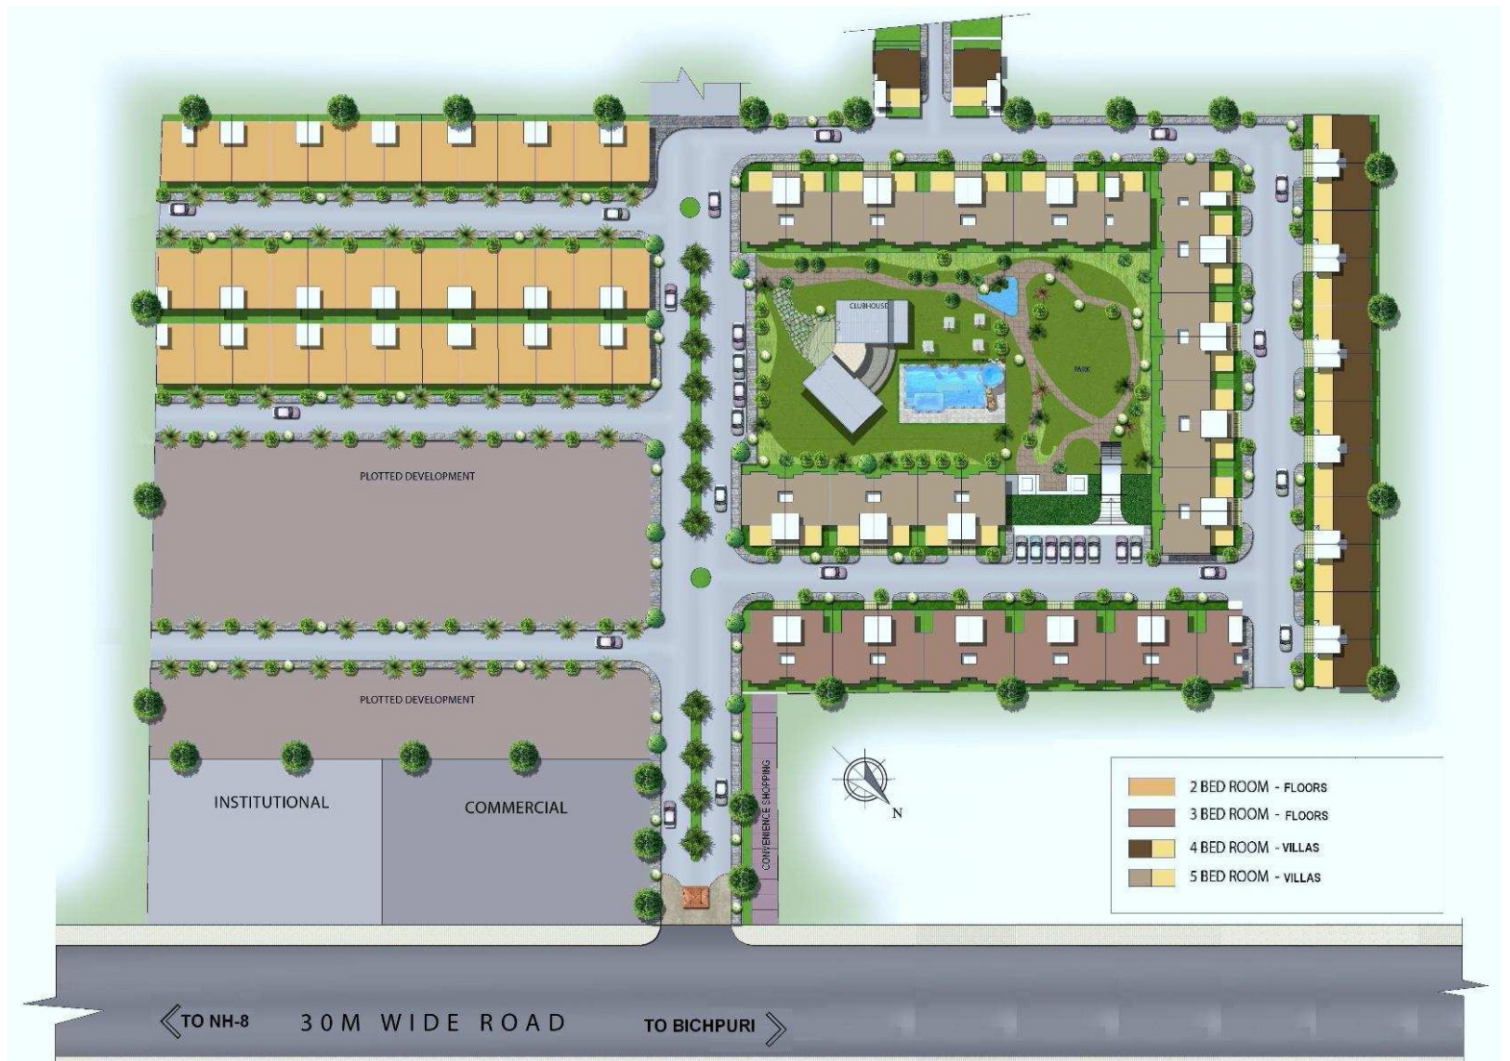 CLUBHOUSE
PARK
PLOTTED DEVELOPMENT
PLOTTED DEVELOPMENT
INSTITUTIONAL
COMMERCIAL
CONVENIENCE SHOPPING
N
2 BED ROOM - FLOORS
3 BED ROOM - FLOORS
4 BED ROOM - VILLAS
5 BED ROOM - VILLAS
TO NH-8
30M WIDE ROAD
TO BICHPURI